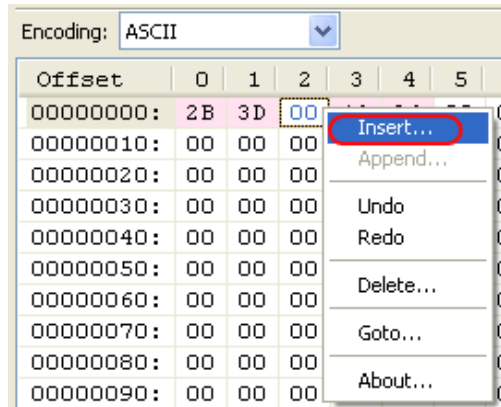 Encoding: ASCII
Offset 0 1 2 3 4 5
00000000: 2B 3D 00
00000010: 00 00 00
00000020: 00 00 00
00000030: 00 00 00
00000040: 00 00 00
00000050: 00 00 00
00000060: 00 00 00
00000070: 00 00 00
00000080: 00 00 00
00000090: 00 00 00
Insert...
Append...
Undo
Redo
Delete...
Goto...
About...